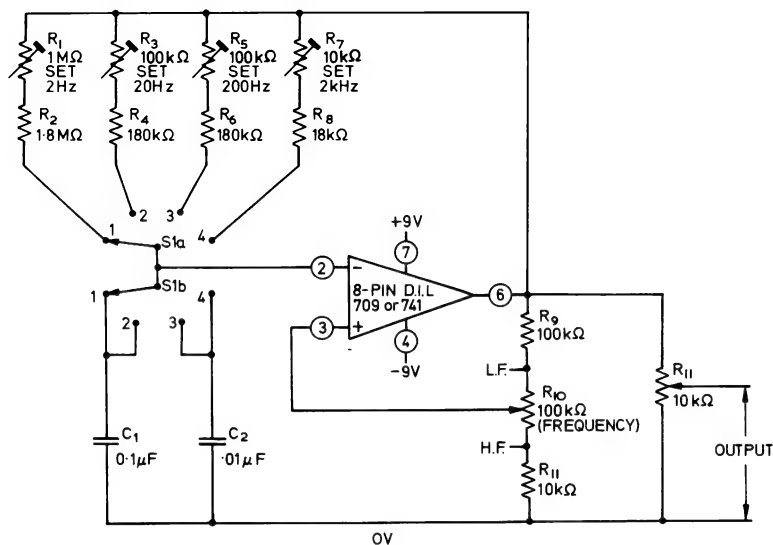 R1
1MΩ
SET
2Hz
R3
100kΩ
SET
20Hz
R5
100kΩ
SET
200Hz
R7
10kΩ
SET
2kHz
R2
1·8MΩ
R4
180kΩ
R6
180kΩ
R8
18kΩ
1
2
3
4
S1a
S1b
1
2
3
4
+9V
7
2
-
8-PIN D.I.L
709 or 741
6
3
+
4
-9V
R9
100kΩ
L.F.
R10
100kΩ
(FREQUENCY)
H.F.
R11
10kΩ
R11
10kΩ
OUTPUT
C1
0·1µF
C2
·01µF
0V